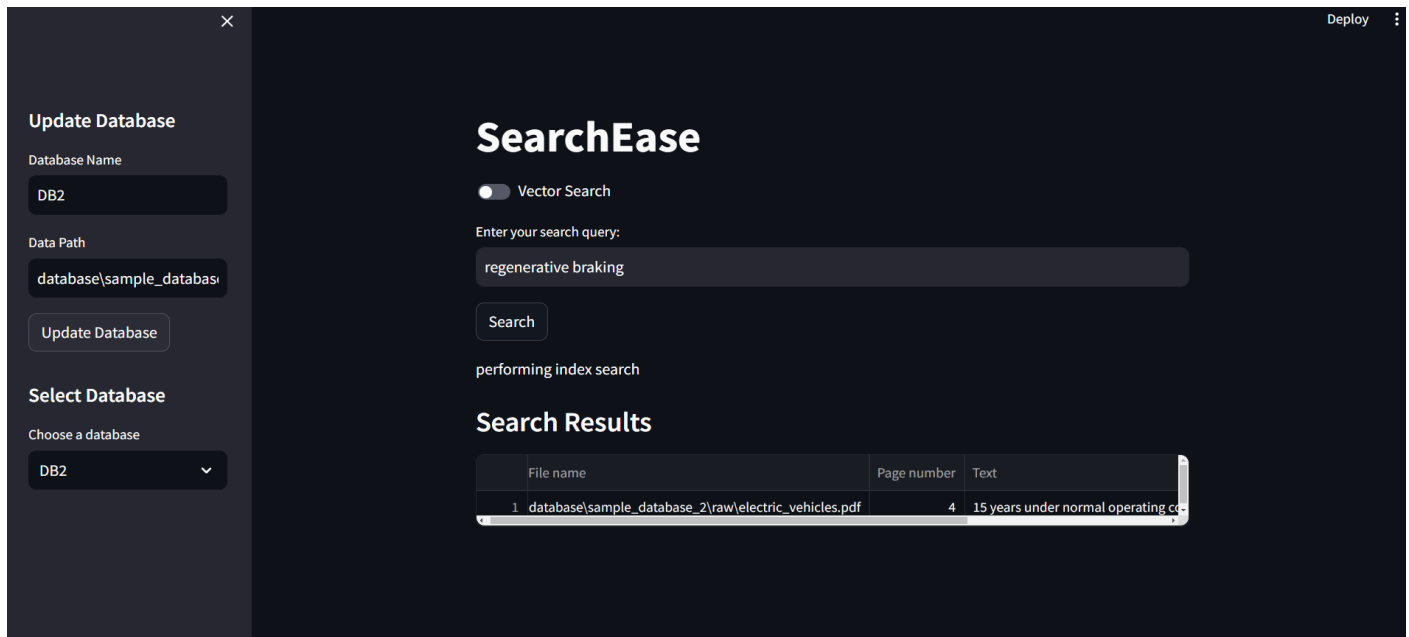 Deploy
Update Database
Database Name
DB2
Data Path
database\sample_databas
Update Database
Select Database
Choose a database
DB2
SearchEase
Vector Search
Enter your search query:
regenerative braking
Search
performing index search
Search Results
File name Page number Text
1 database\sample_database_2\raw\electric_vehicles.pdf 4 15 years under normal operating